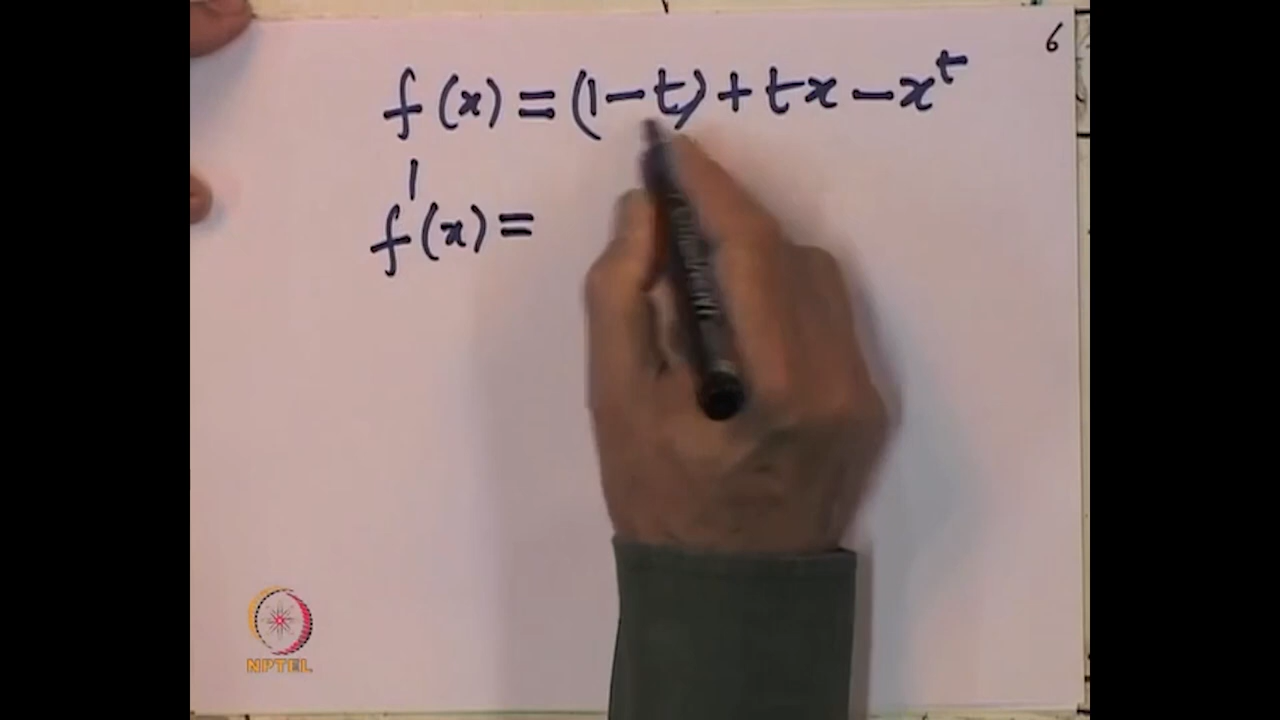 6
f(x) = (1-t) + tx - x^t
f'(x) =
NPTEL